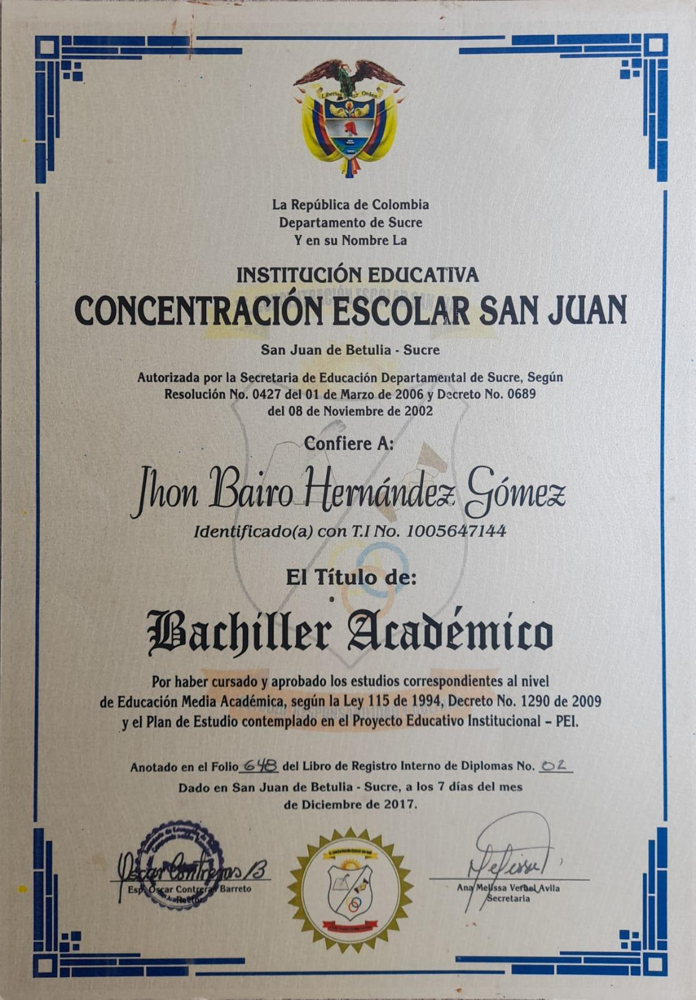 Libertad y Orden
La República de Colombia
Departamento de Sucre
Y en su Nombre La
INSTITUCIÓN EDUCATIVA
CONCENTRACIÓN ESCOLAR SAN JUAN
San Juan de Betulia - Sucre
Autorizada por la Secretaria de Educación Departamental de Sucre, Según
Resolución No. 0427 del 01 de Marzo de 2006 y Decreto No. 0689
del 08 de Noviembre de 2002
Confiere A:
Jhon Bairo Hernández Gómez
Identificado(a) con T.I No. 1005647144
El Título de:
Bachiller Académico
Por haber cursado y aprobado los estudios correspondientes al nivel
de Educación Media Académica, según la Ley 115 de 1994, Decreto No. 1290 de 2009
y el Plan de Estudio contemplado en el Proyecto Educativo Institucional – PEI.
Anotado en el Folio 648 del Libro de Registro Interno de Diplomas No. 02
Dado en San Juan de Betulia - Sucre, a los 7 días del mes
de Diciembre de 2017.
Oscar Contreras B
Esp. Óscar Contreras Barreto
Rector
Melissa
Ana Melissa Verbel Avila
Secretaria